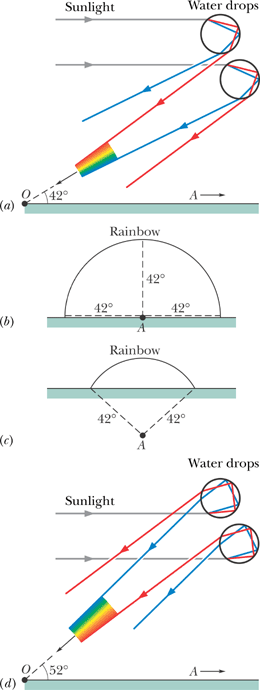 Sunlight Water drops
O 42° A
(a)
Rainbow
42°
42° 42°
(b) A
Rainbow
(c)
42° 42°
A
Water drops
Sunlight
O 52° A
(d)